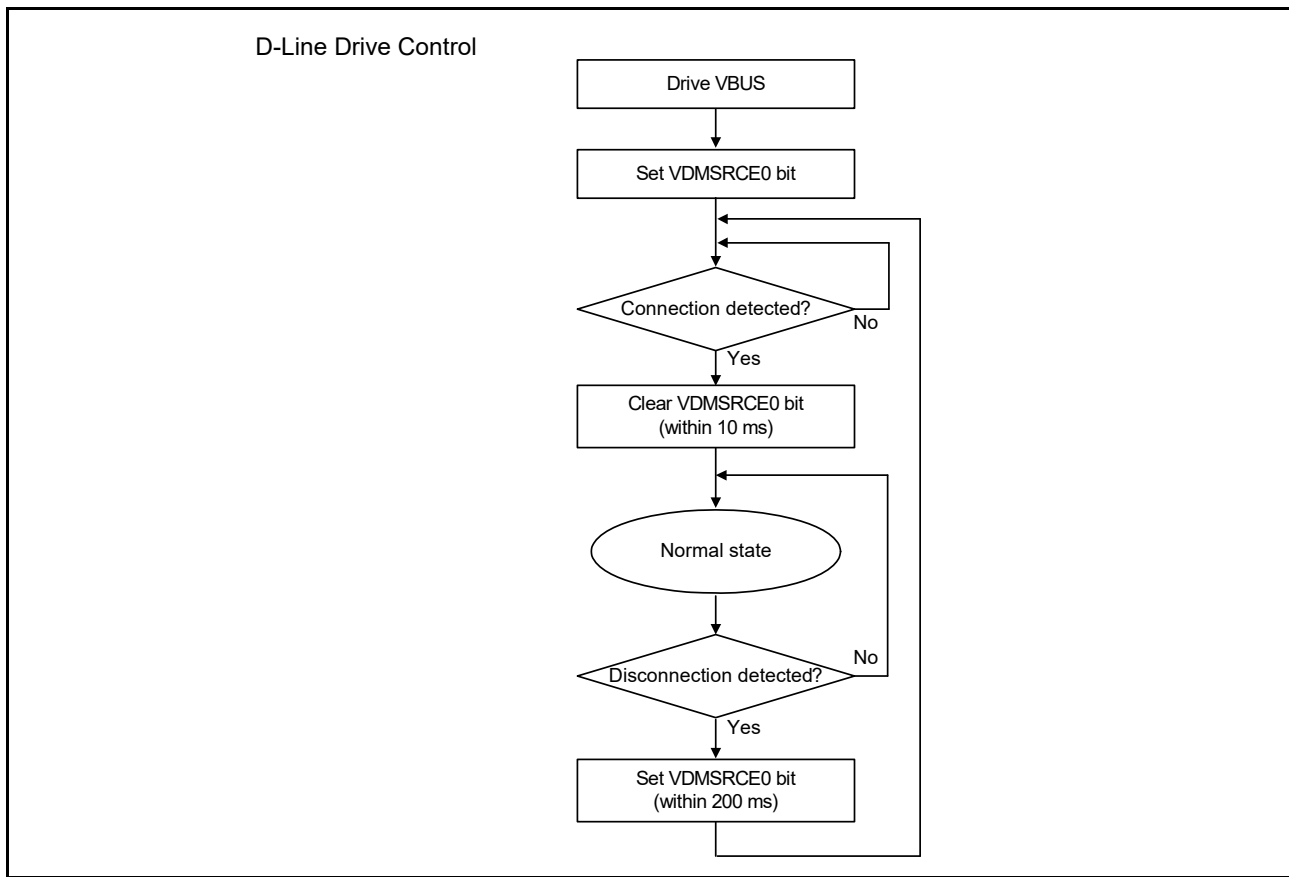 D-Line Drive Control
Drive VBUS
Set VDMSRCE0 bit
Connection detected?
No
Yes
Clear VDMSRCE0 bit
(within 10 ms)
Normal state
No
Disconnection detected?
Yes
Set VDMSRCE0 bit
(within 200 ms)